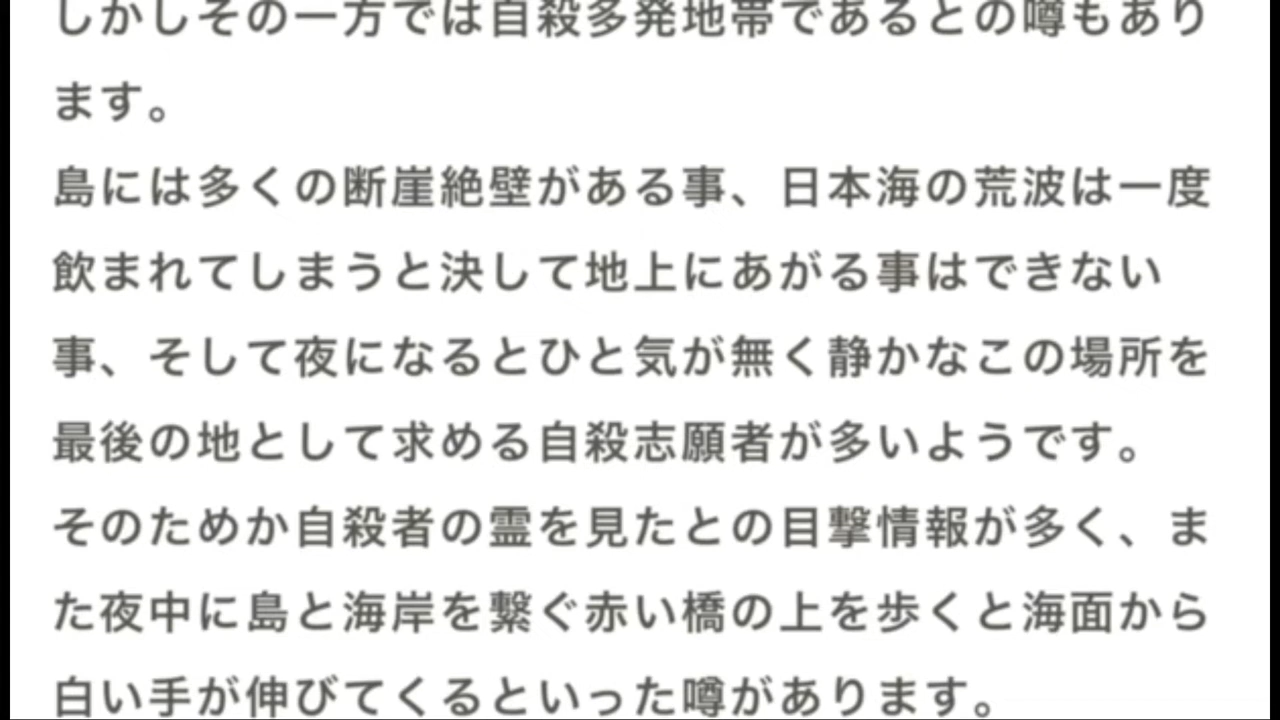 しかしその一方では自殺多発地帯であるとの噂もあり
ます。
島には多くの断崖絶壁がある事、日本海の荒波は一度
飲まれてしまうと決して地上にあがる事はできない
事、そして夜になるとひと気が無く静かなこの場所を
最後の地として求める自殺志願者が多いようです。
そのためか自殺者の霊を見たとの目撃情報が多く、ま
た夜中に島と海岸を繋ぐ赤い橋の上を歩くと海面から
白い手が伸びてくるといった噂があります。